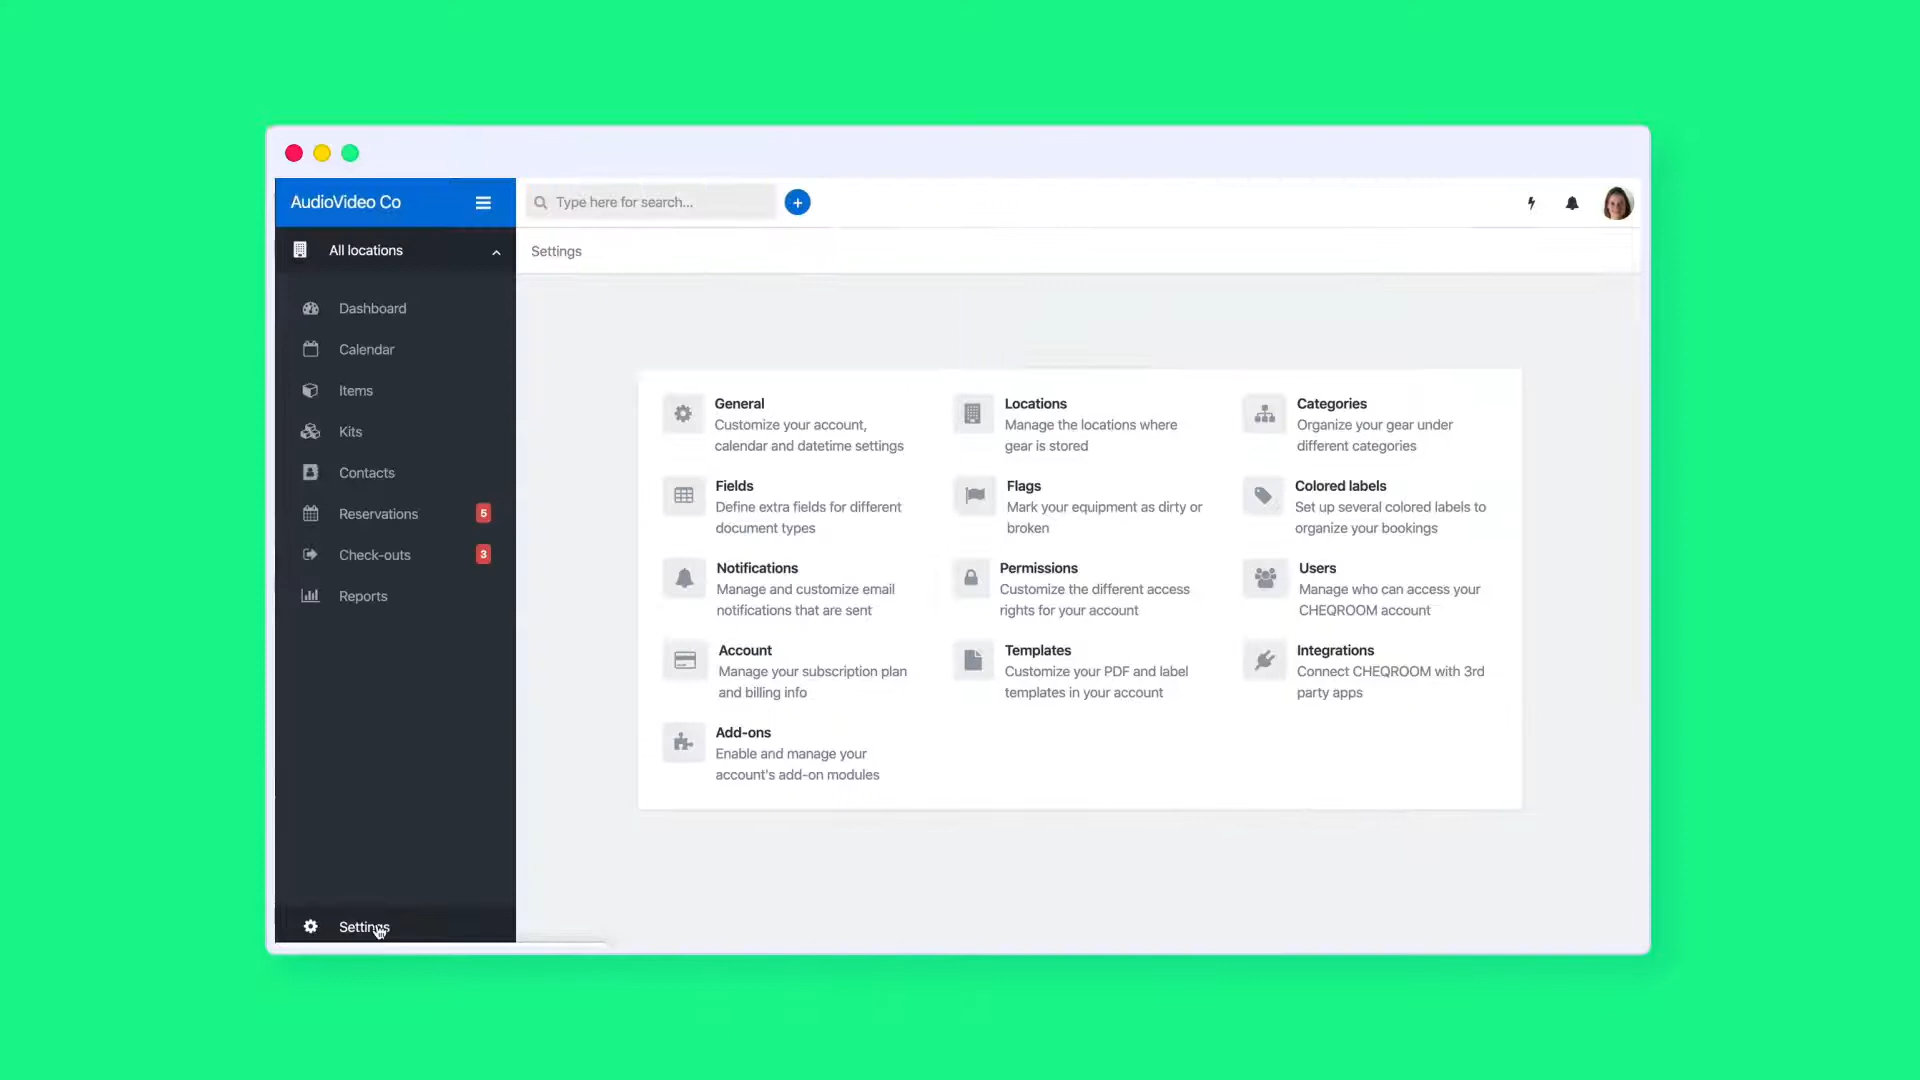 AudioVideo Co
Type here for search...
All locations
Settings
Dashboard
Calendar
Items
Kits
Contacts
Reservations 5
Check-outs 3
Reports
Settings
General
Customize your account,
calendar and datetime settings
Locations
Manage the locations where
gear is stored
Categories
Organize your gear under
different categories
Fields
Define extra fields for different
document types
Flags
Mark your equipment as dirty or
broken
Colored labels
Set up several colored labels to
organize your bookings
Notifications
Manage and customize email
notifications that are sent
Permissions
Customize the different access
rights for your account
Users
Manage who can access your
CHEQROOM account
Account
Manage your subscription plan
and billing info
Templates
Customize your PDF and label
templates in your account
Integrations
Connect CHEQROOM with 3rd
party apps
Add-ons
Enable and manage your
account's add-on modules